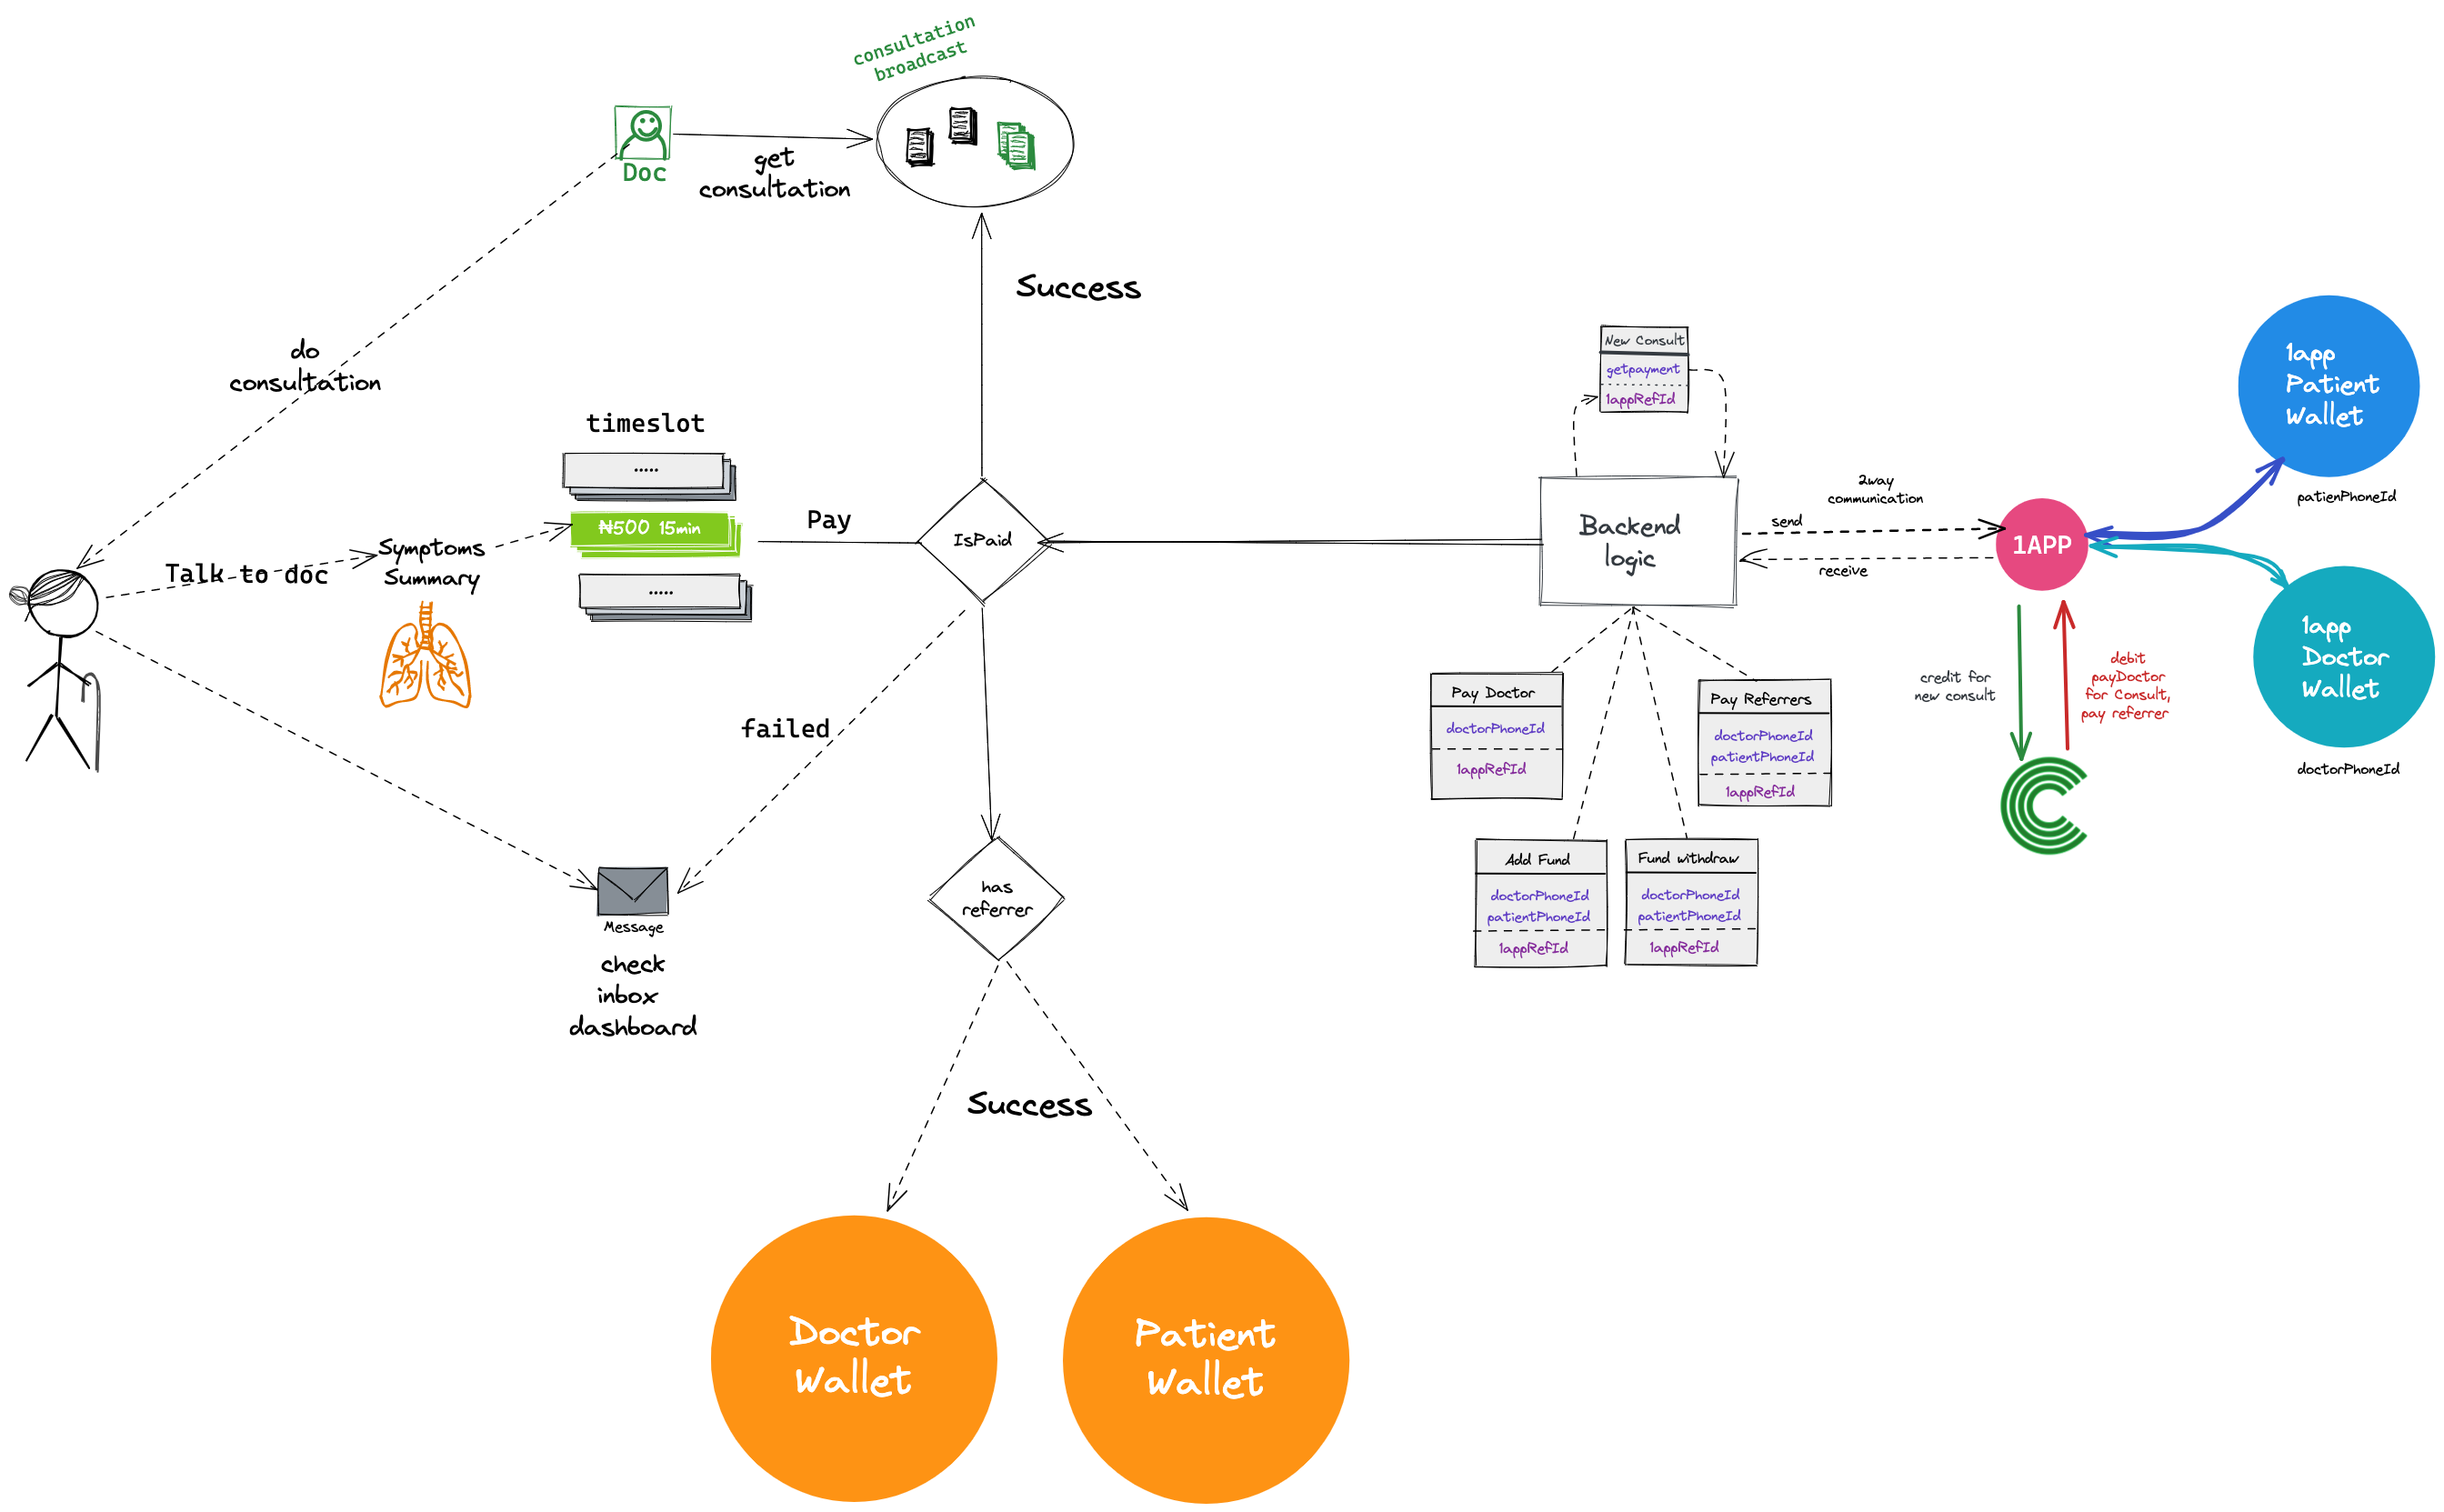 consultation
broadcast
Doc
get
consultation
Success
do
consultation
timeslot
.....
₦500 15min
.....
Pay
IsPaid
Talk to doc
Symptoms
Summary
failed
Message
check
inbox
dashboard
has
referrer
Success
Doctor
Wallet
Patient
Wallet
New Consult
getpayment
1appRefId
Backend
logic
2way
communication
send
receive
1APP
1app
Patient
Wallet
patienPhoneId
1app
Doctor
Wallet
doctorPhoneId
credit for
new consult
debit
payDoctor
for Consult,
pay referrer
Pay Doctor
doctorPhoneId
1appRefId
Pay Referrers
doctorPhoneId
patientPhoneId
1appRefId
Add Fund
doctorPhoneId
patientPhoneId
1appRefId
Fund withdraw
doctorPhoneId
patientPhoneId
1appRefId